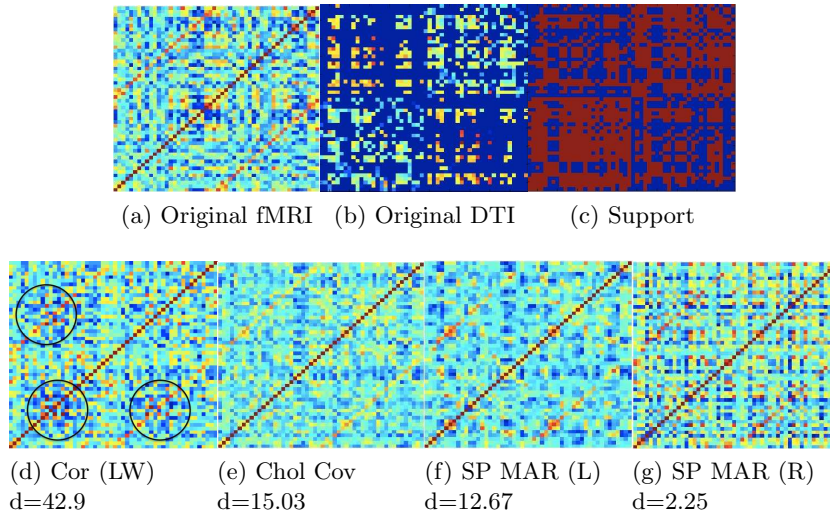 (a) Original fMRI (b) Original DTI (c) Support
(d) Cor (LW) (e) Chol Cov (f) SP MAR (L) (g) SP MAR (R)
d=42.9 d=15.03 d=12.67 d=2.25